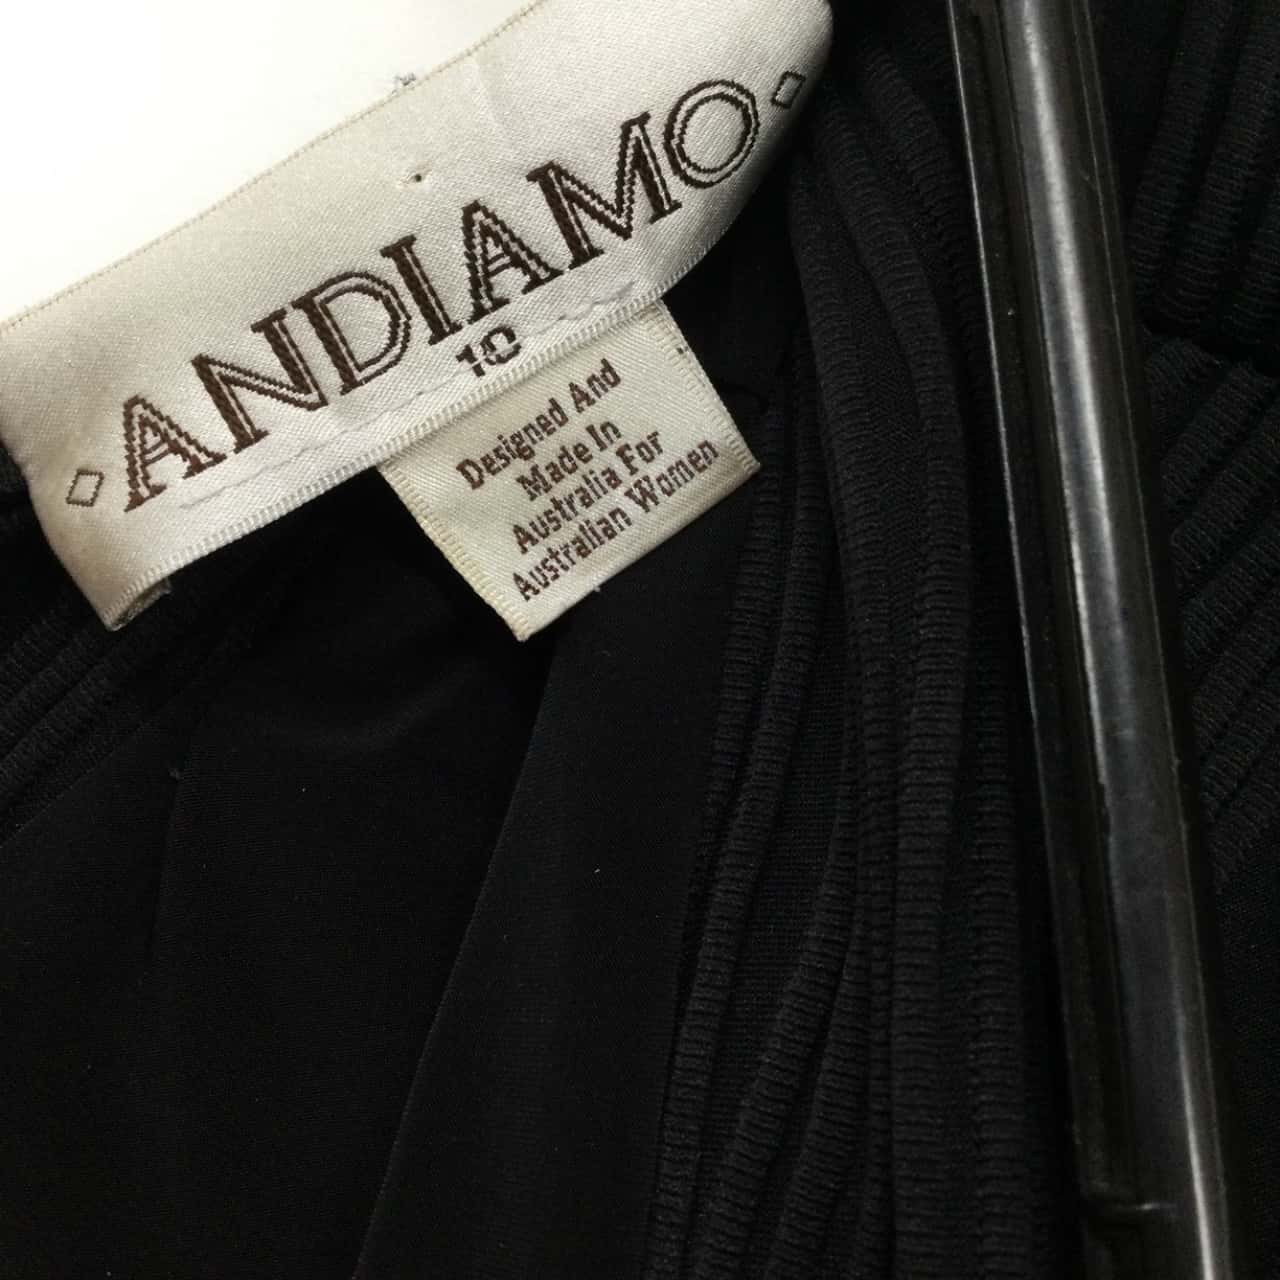 ANDIAMO
10
Designed And
Made In
Australia For
Australian Women